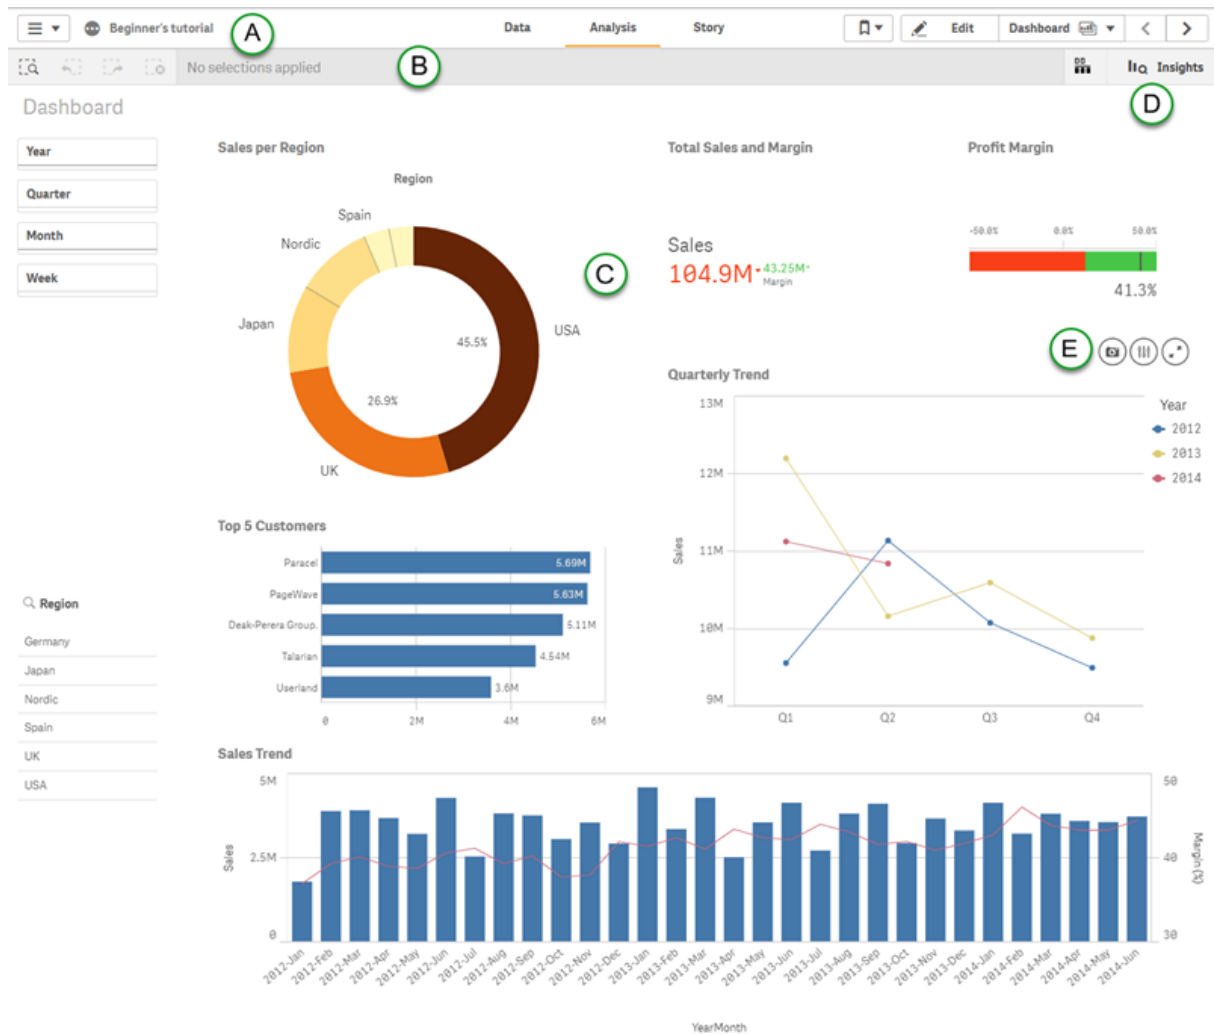 Beginner's tutorial
A
Data
Analysis
Story
Edit
Dashboard
No selections applied
B
Insights
D
Dashboard
Year
Quarter
Month
Week
Sales per Region
Region
Spain
Nordic
Japan
UK
USA
45.5%
26.9%
C
Total Sales and Margin
Sales
104.9M
43.25M
Margin
Profit Margin
-50.0%
0.0%
50.0%
41.3%
E
Quarterly Trend
13M
12M
11M
10M
9M
Sales
Q1
Q2
Q3
Q4
Year
2012
2013
2014
Top 5 Customers
Paracel
5.69M
PageWave
5.63M
Deak-Perera Group.
5.11M
Talarian
4.54M
Userland
3.6M
0
2M
4M
6M
Region
Germany
Japan
Nordic
Spain
UK
USA
Sales Trend
5M
2.5M
0
Sales
50
40
30
Margin (%)
2012-Jan
2012-Feb
2012-Mar
2012-Apr
2012-May
2012-Jun
2012-Jul
2012-Aug
2012-Sep
2012-Oct
2012-Nov
2012-Dec
2013-Jan
2013-Feb
2013-Mar
2013-Apr
2013-May
2013-Jun
2013-Jul
2013-Aug
2013-Sep
2013-Oct
2013-Nov
2013-Dec
2014-Jan
2014-Feb
2014-Mar
2014-Apr
2014-May
2014-Jun
YearMonth